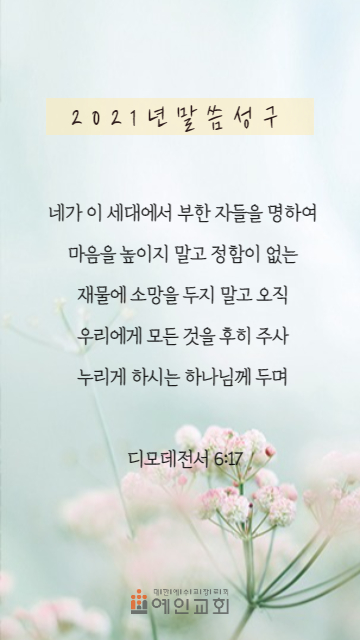 2021년말씀성구
네가 이 세대에서 부한 자들을 명하여
마음을 높이지 말고 정함이 없는
재물에 소망을 두지 말고 오직
우리에게 모든 것을 후히 주사
누리게 하시는 하나님께 두며
디모데전서 6:17
예인교회